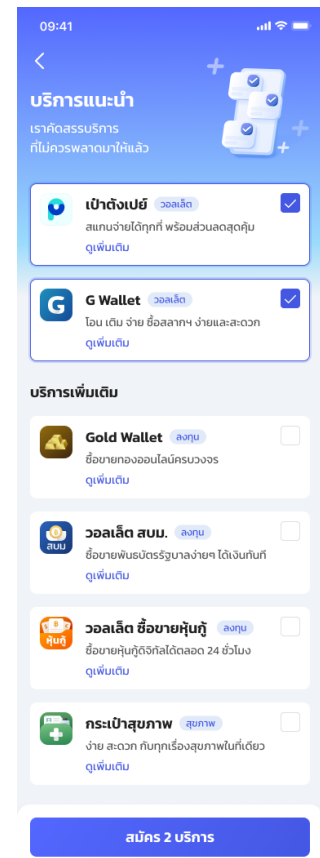 09:41
บริการแนะนำ
เราคัดสรรบริการ
ที่ไม่ควรพลาดมาให้แล้ว
เป๋าตังเปย์ วอลเล็ต
สแกนจ่ายได้ทุกที่ พร้อมส่วนลดสุดคุ้ม
ดูเพิ่มเติม
G
G Wallet วอลเล็ต
โอน เติม จ่าย ซื้อสลากฯ ง่ายและสะดวก
ดูเพิ่มเติม
บริการเพิ่มเติม
Gold Wallet ลงทุน
ซื้อขายทองออนไลน์ครบวงจร
ดูเพิ่มเติม
สบม
วอลเล็ต สบม. ลงทุน
ซื้อขายพันธบัตรรัฐบาลง่ายๆ ได้เงินทันที
ดูเพิ่มเติม
หุ้นกู้
วอลเล็ต ซื้อขายหุ้นกู้ ลงทุน
ซื้อขายหุ้นกู้ดิจิทัลได้ตลอด 24 ชั่วโมง
ดูเพิ่มเติม
กระเป๋าสุขภาพ สุขภาพ
ง่าย สะดวก กับทุกเรื่องสุขภาพในที่เดียว
ดูเพิ่มเติม
สมัคร 2 บริการ